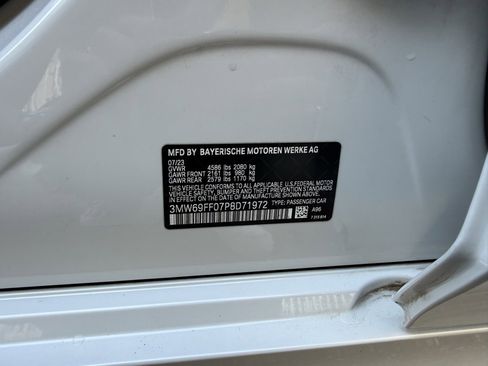 MFD BY BAYERISCHE MOTOREN WERKE AG
07/23
GVWR 4586 lbs 2080 kg
GAWR FRONT 2161 lbs 980 kg
GAWR REAR 2579 lbs 1170 kg
THIS VEHICLE CONFORMS TO ALL APPLICABLE U.S.FEDERAL MOTOR
VEHICLE SAFETY, BUMPER AND THEFT PREVENTION STANDARDS
IN EFFECT ON THE DATE OF MANUFACTURE SHOWN ABOVE.
3MW69FF07P8D71972 TYPE: PASSENGER CAR
A96